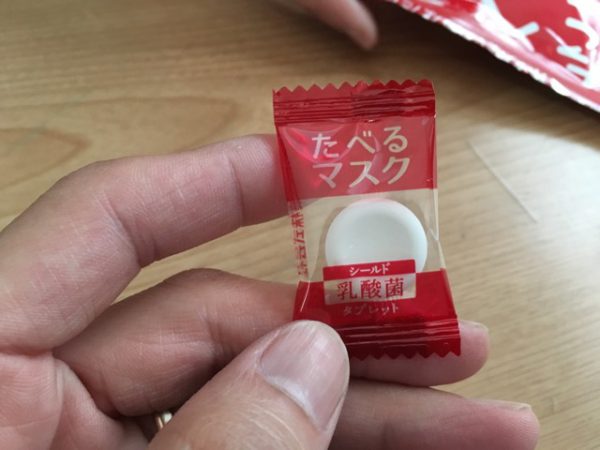 たべる
マスク
シールド
乳酸菌
タブレット